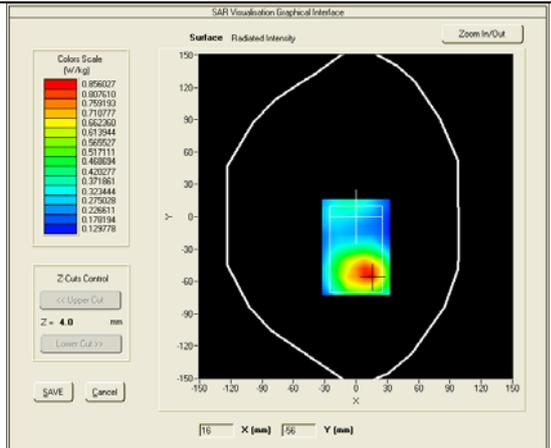 SAR Visualisation Graphical Interface
Surface Radiated Intensity
Zoom In/Out
Colors Scale
(W/kg)
0.856027
0.807610
0.759193
0.710777
0.662360
0.613944
0.565527
0.517111
0.468694
0.420277
0.371861
0.323444
0.275028
0.226611
0.178194
0.129778
150
120
90
60
30
Y
0
-30
-60
-90
-120
-150
-150 -120 -90 -60 -30 0 30 60 90 120 150
X
Z-Cuts Control
<< Upper Cut
Z = 4.0 mm
Lower Cut >>
SAVE Cancel
16 X (mm) -56 Y (mm)